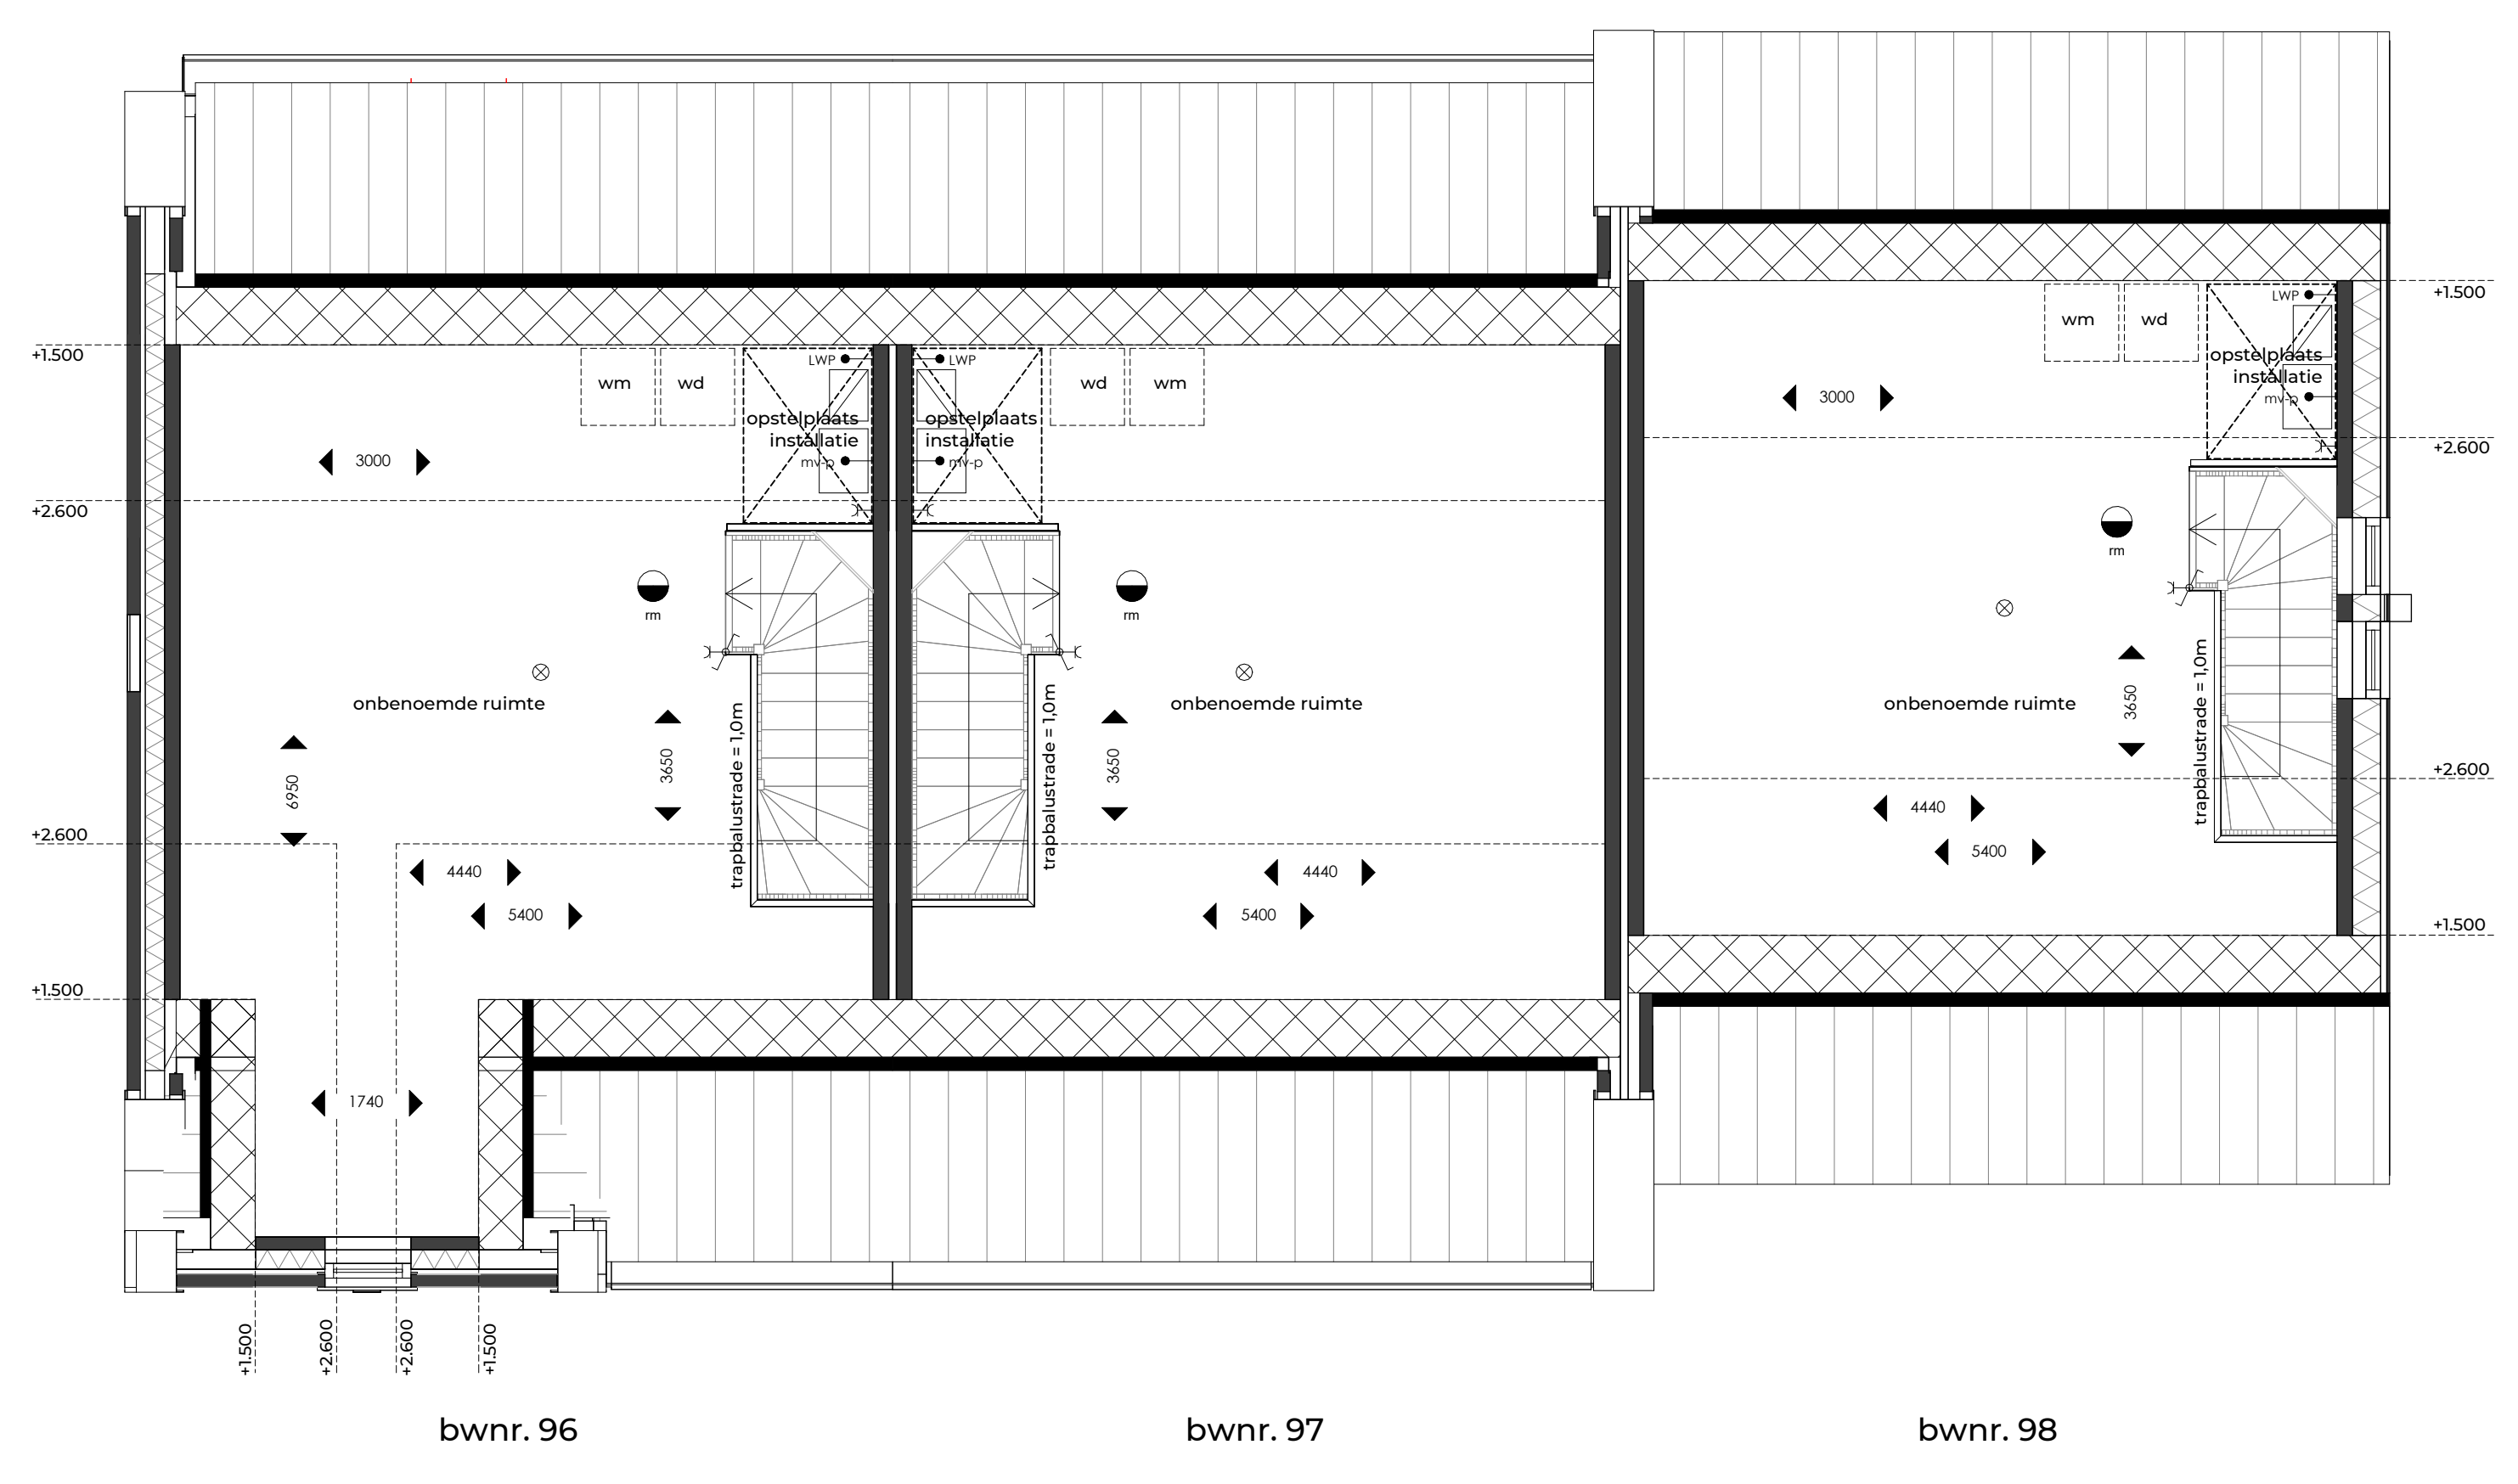 +1.500
LWP
wm
wd
opstelplaats
installatie
mv-p
3000
+2.600
+1.500
LWP
LWP
wm
wd
wd
wm
opstelplaats
installatie
mv-p
opstelplaats
installatie
mv-p
3000
+2.600
rm
rm
rm
onbenoemde ruimte
onbenoemde ruimte
onbenoemde ruimte
3650
3650
3650
trapbalustrade = 1,0m
trapbalustrade = 1,0m
trapbalustrade = 1,0m
6950
+2.600
+2.600
4440
4440
4440
5400
5400
5400
+1.500
+1.500
1740
+1.500
+2.600
+2.600
+1.500
bwnr. 96
bwnr. 97
bwnr. 98